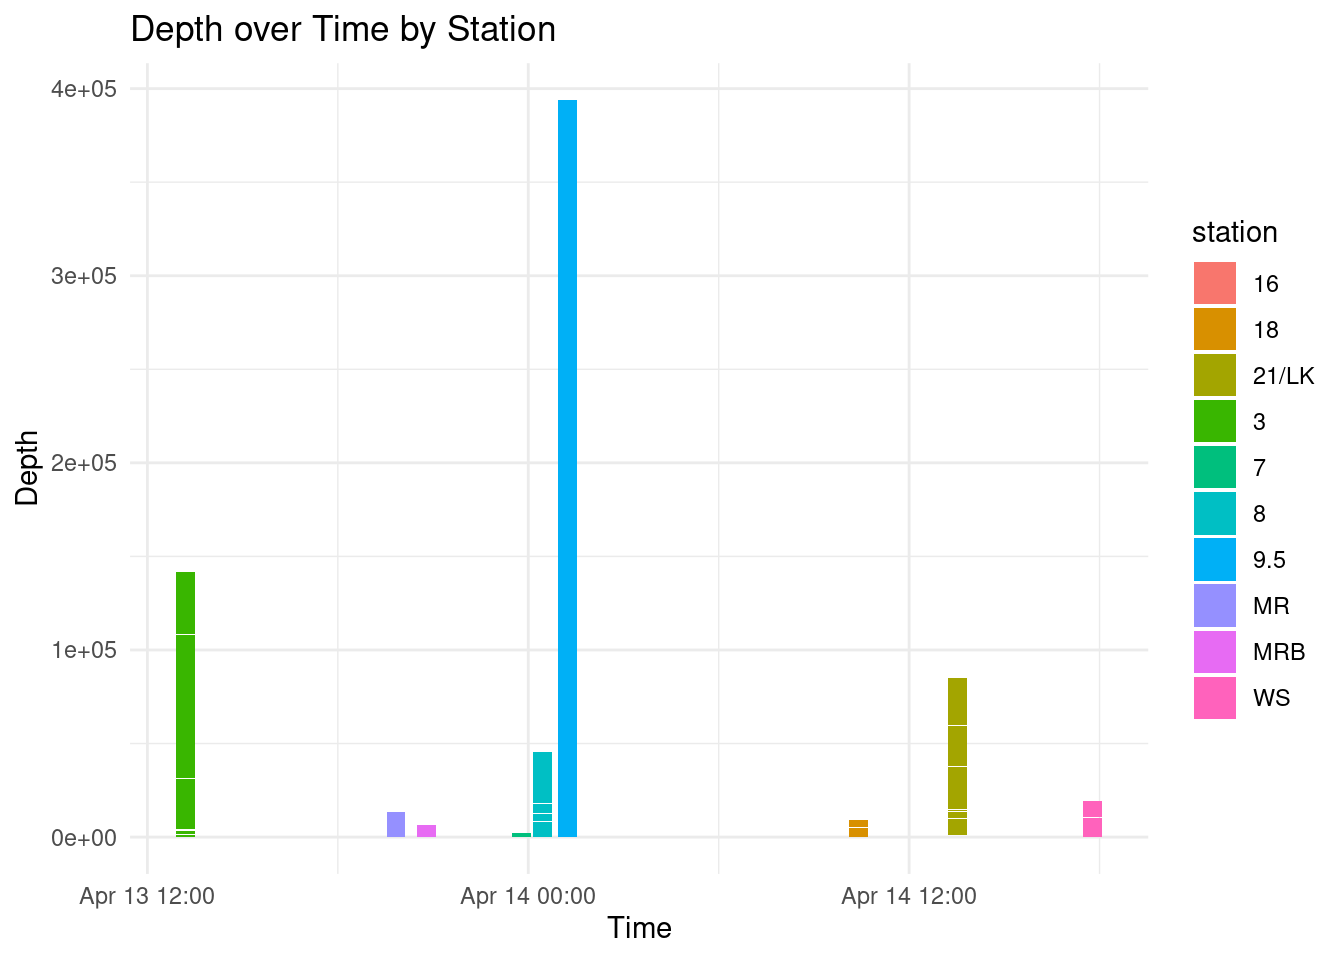 Depth over Time by Station
4e+05
3e+05
2e+05
1e+05
0e+00
Depth
Apr 13 12:00
Apr 14 00:00
Apr 14 12:00
Time
station
16
18
21/LK
3
7
8
9.5
MR
MRB
WS